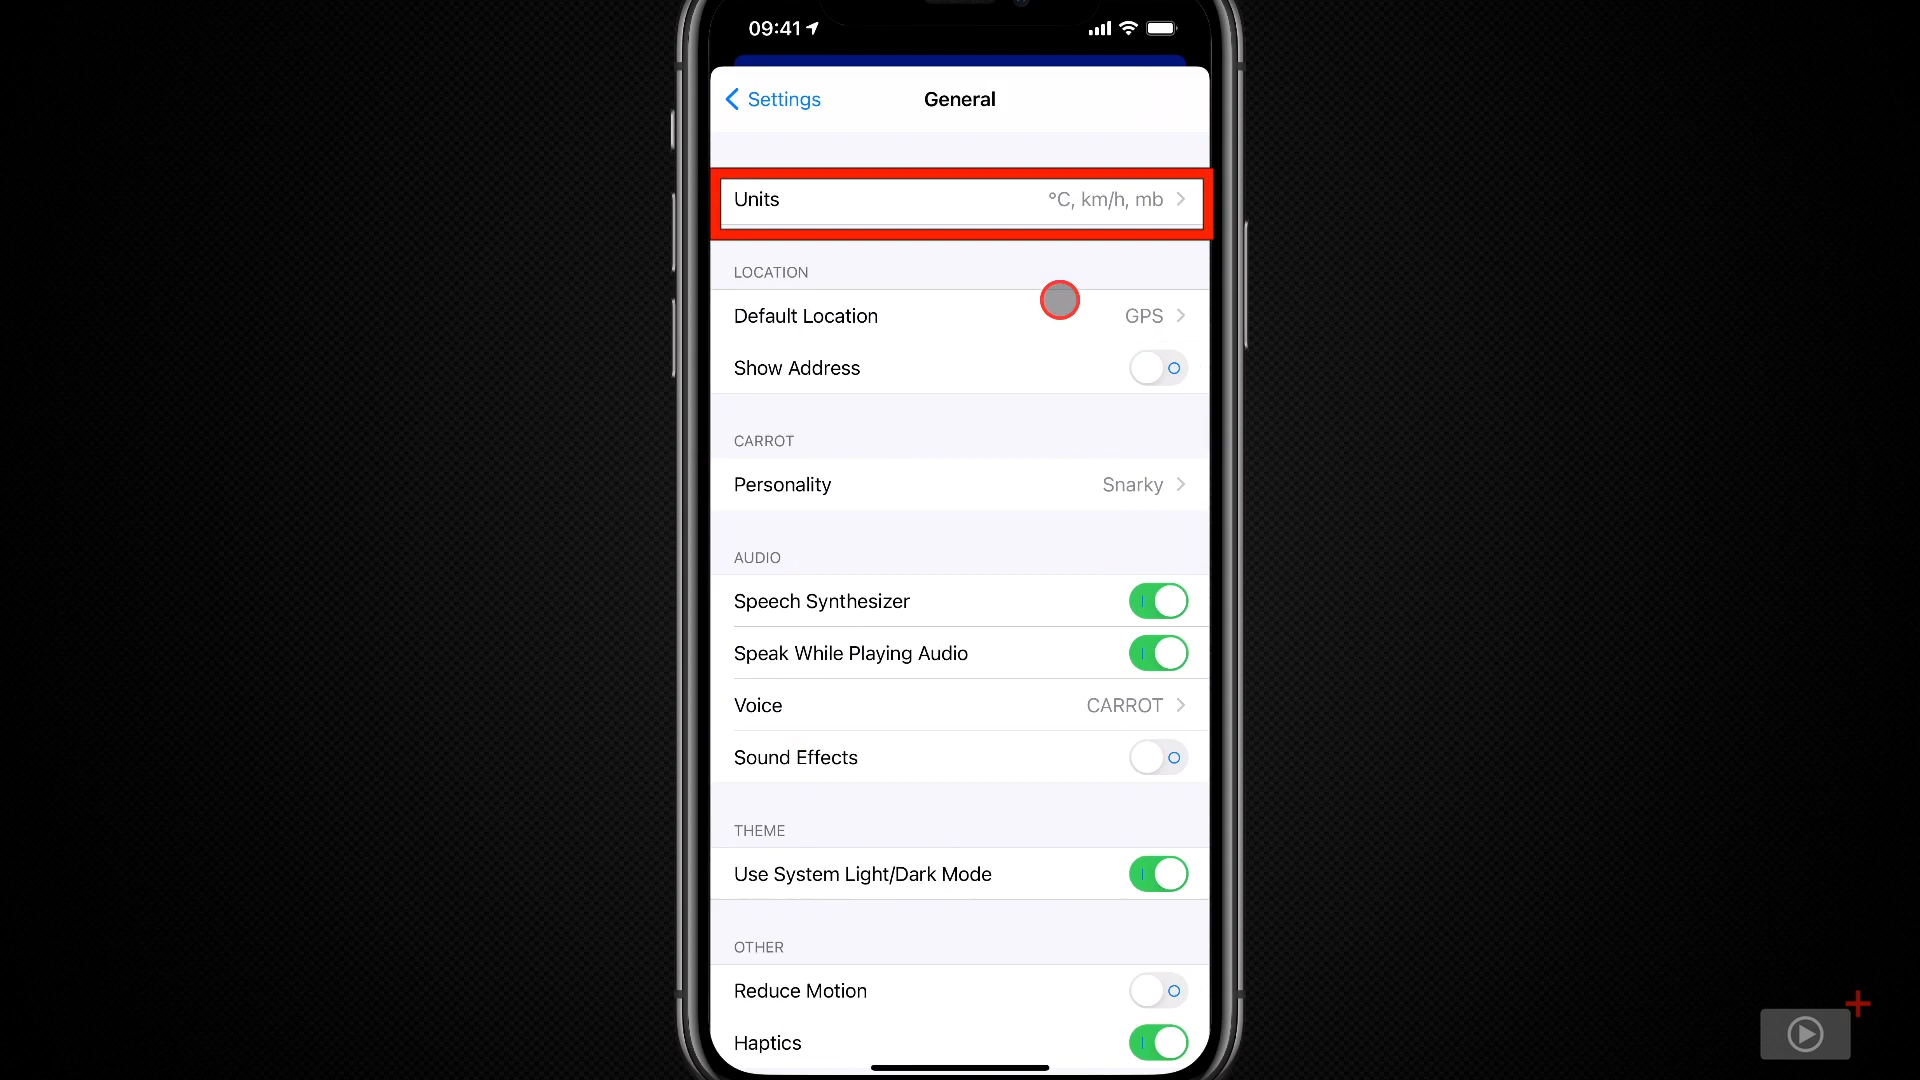 09:41
Settings
General
Units °C, km/h, mb
LOCATION
Default Location GPS
Show Address
CARROT
Personality Snarky
AUDIO
Speech Synthesizer
Speak While Playing Audio
Voice CARROT
Sound Effects
THEME
Use System Light/Dark Mode
OTHER
Reduce Motion
Haptics